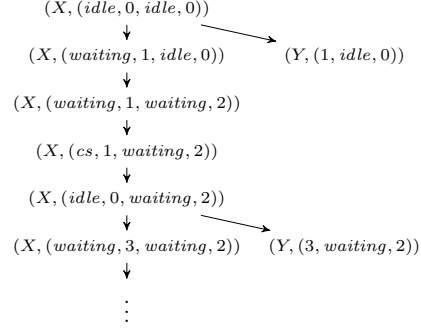 (X, (idle, 0, idle, 0))
(X, (waiting, 1, idle, 0)) (Y, (1, idle, 0))
(X, (waiting, 1, waiting, 2))
(X, (cs, 1, waiting, 2))
(X, (idle, 0, waiting, 2))
(X, (waiting, 3, waiting, 2)) (Y, (3, waiting, 2))
⋮